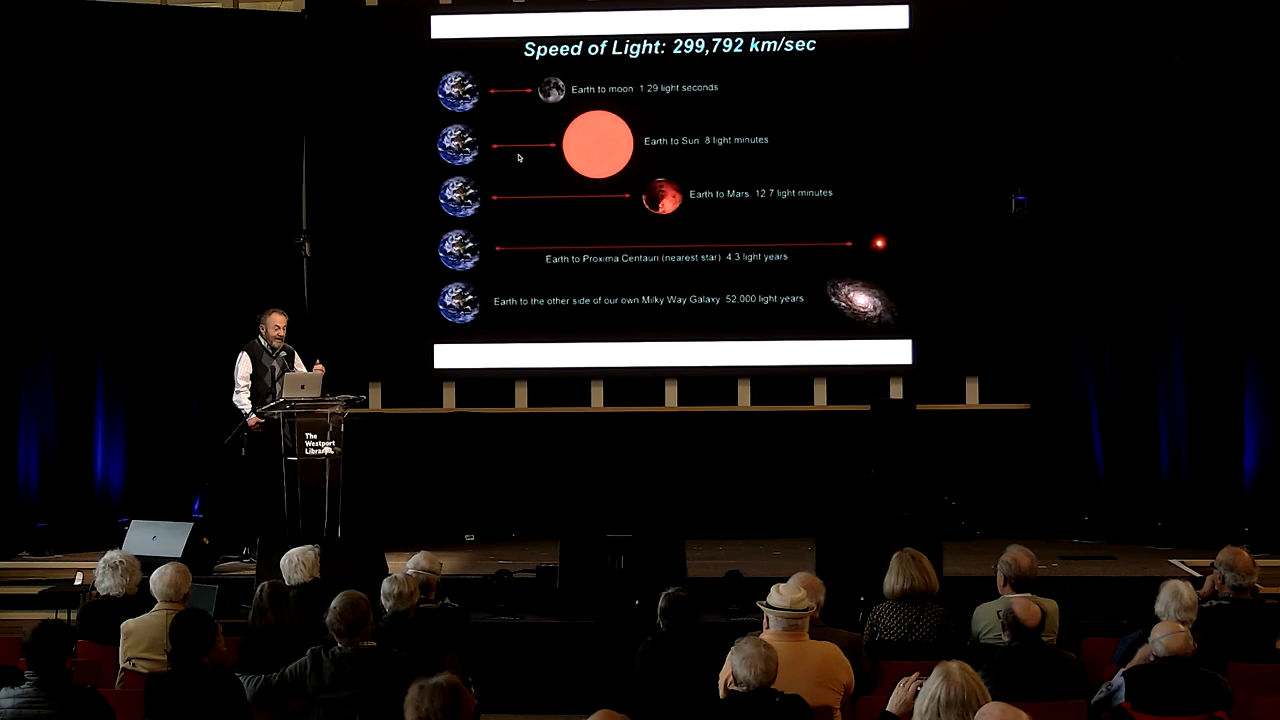 Speed of Light: 299,792 km/sec
Earth to moon 1.29 light seconds
Earth to Sun 8 light minutes
Earth to Mars 12.7 light minutes
Earth to Proxima Centauri (nearest star) 4.3 light years
Earth to the other side of our own Milky Way Galaxy 52,000 light years
The
Westport
Library